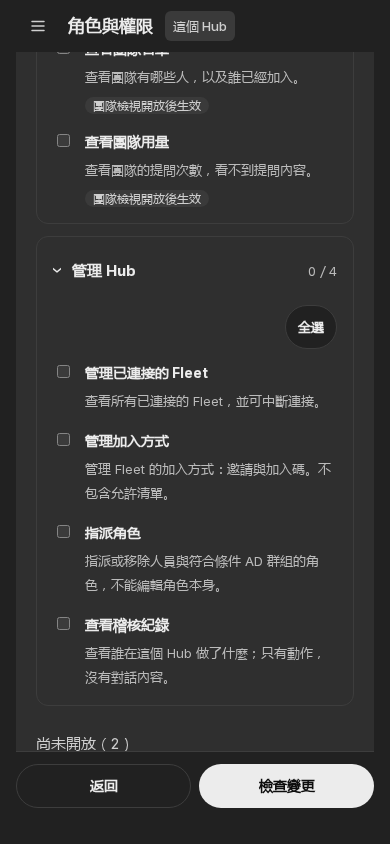 角色與權限
這個 Hub
查看團隊名單
查看團隊有哪些人，以及誰已經加入。
團隊檢視開放後生效
查看團隊用量
查看團隊的提問次數，看不到提問內容。
團隊檢視開放後生效
管理 Hub
0 / 4
全選
管理已連接的 Fleet
查看所有已連接的 Fleet，並可中斷連接。
管理加入方式
管理 Fleet 的加入方式：邀請與加入碼。不
包含允許清單。
指派角色
指派或移除人員與符合條件 AD 群組的角
色，不能編輯角色本身。
查看稽核紀錄
查看誰在這個 Hub 做了什麼；只有動作，
沒有對話內容。
尚未開放（2）
返回
檢查變更